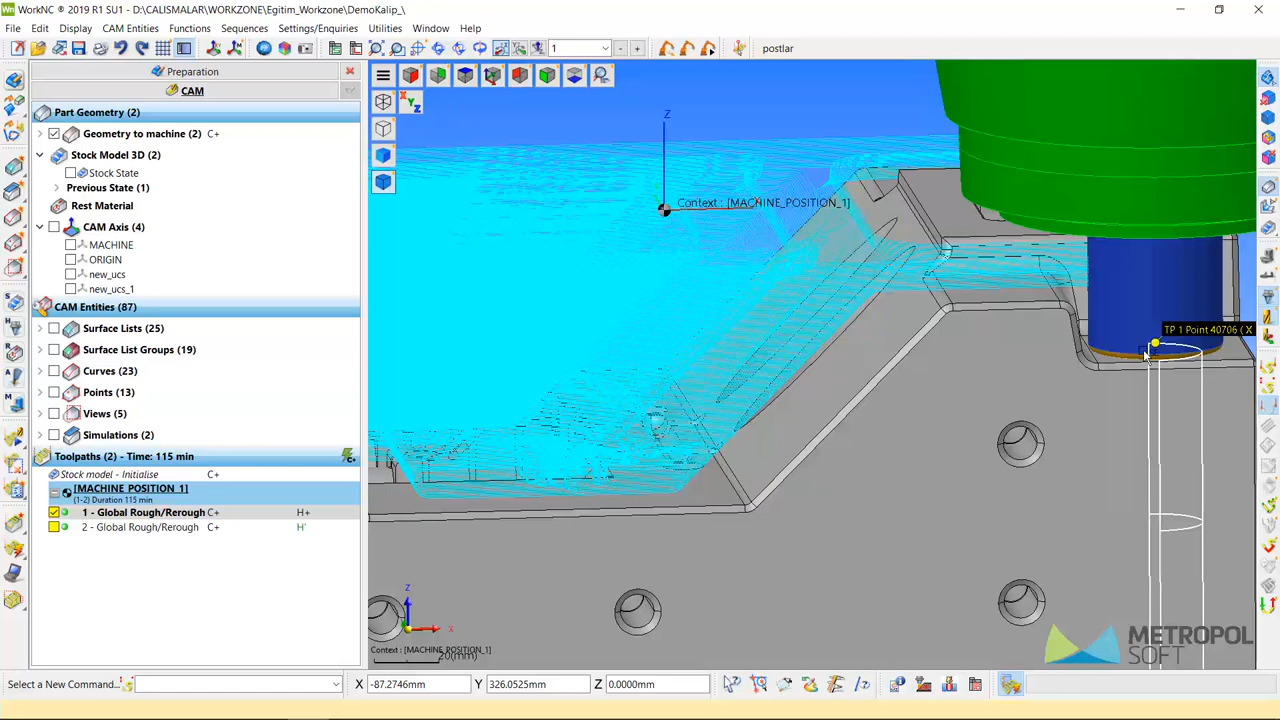 WorkNC ® 2019 R1 SU1 - D:\CALISMALAR\WORKZONE\Egitim_Workzone\DemoKalip_\
File Edit Display CAM Entities Functions Sequences Settings/Enquiries Utilities Window Help
1
postlar
Preparation
CAM
Part Geometry (2)
Geometry to machine (2) C+
Stock Model 3D (2)
Stock State
Previous State (1)
Rest Material
CAM Axis (4)
MACHINE
ORIGIN
new_ucs
new_ucs_1
CAM Entities (87)
Surface Lists (25)
Surface List Groups (19)
Curves (23)
Points (13)
Views (5)
Simulations (2)
Toolpaths (2) - Time: 115 min
Stock model - Initialise C+
[MACHINE POSITION 1]
(1-2) Duration 115 min
1 - Global Rough/Rerough C+ H+
2 - Global Rough/Rerough C+ H'
Z
Context : [MACHINE_POSITION_1]
TP 1 Point 40706 ( X
Z
X
Context : [MACHINE_POSITION_1]
20(mm)
METROPOL
SOFT
Select a New Command... X -87.2746mm Y 326.0525mm Z 0.0000mm